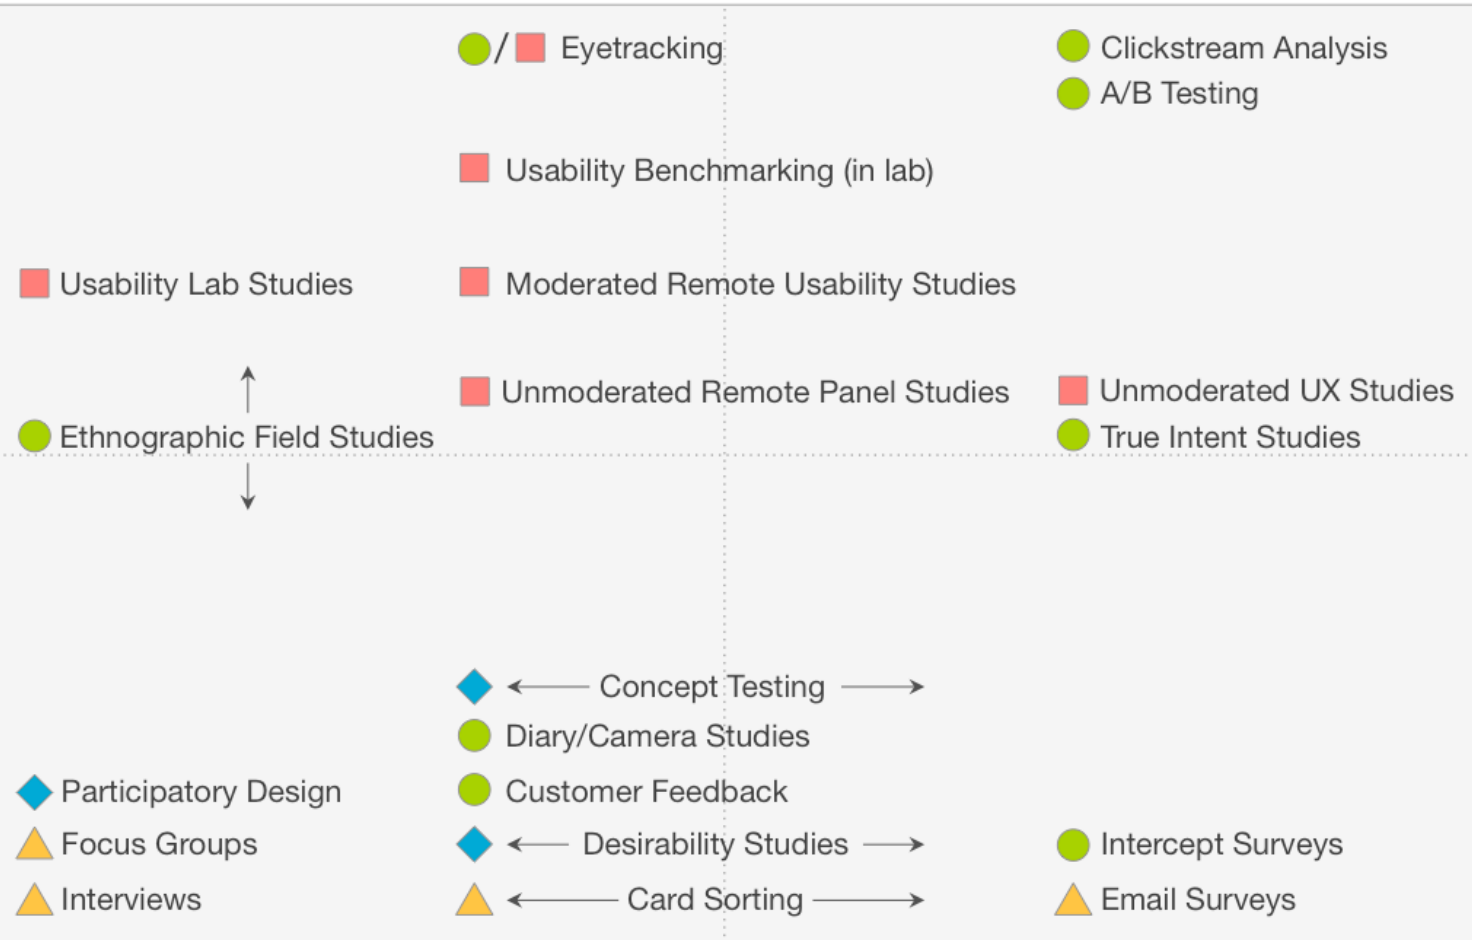 / Eyetracking
Clickstream Analysis
A/B Testing
Usability Benchmarking (in lab)
Usability Lab Studies
Moderated Remote Usability Studies
Unmoderated Remote Panel Studies
Unmoderated UX Studies
Ethnographic Field Studies
True Intent Studies
Concept Testing
Diary/Camera Studies
Participatory Design
Customer Feedback
Focus Groups
Desirability Studies
Intercept Surveys
Interviews
Card Sorting
Email Surveys